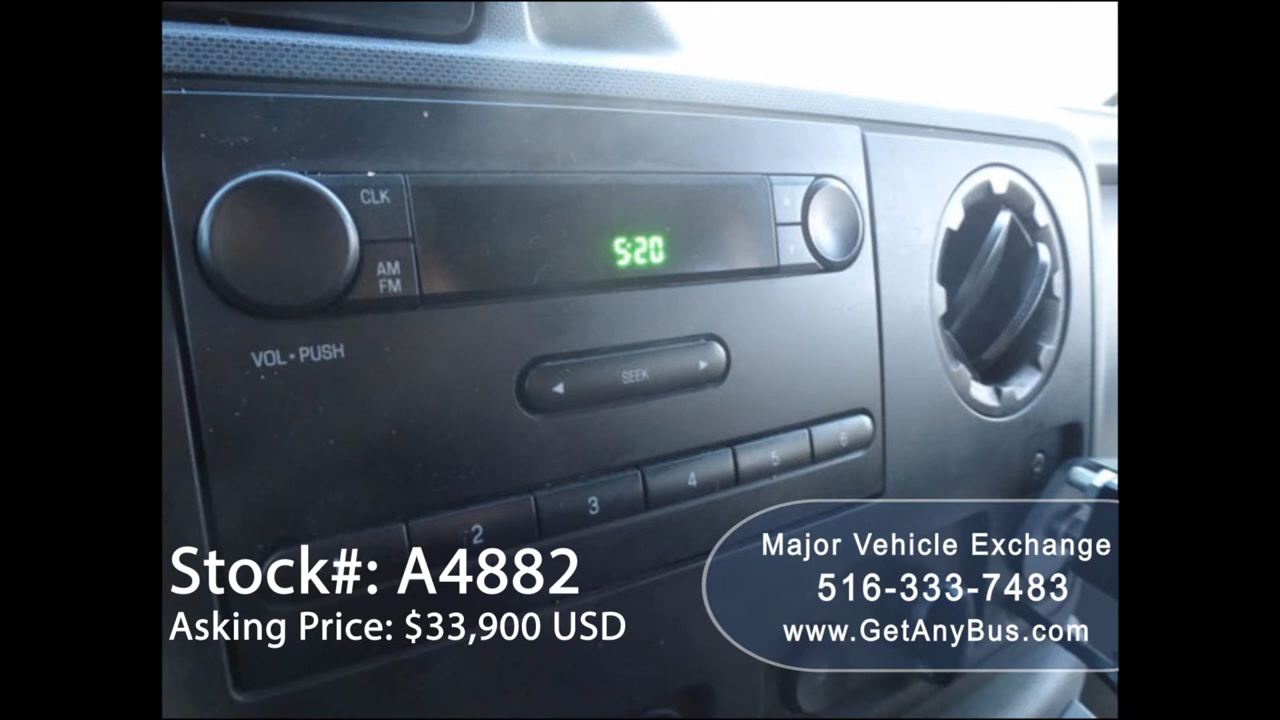 CLK
5:20
AM
FM
VOL • PUSH
◀ SEEK ▶
2 3 4 5 6
Stock#: A4882
Asking Price: $33,900 USD
Major Vehicle Exchange
516-333-7483
www.GetAnyBus.com